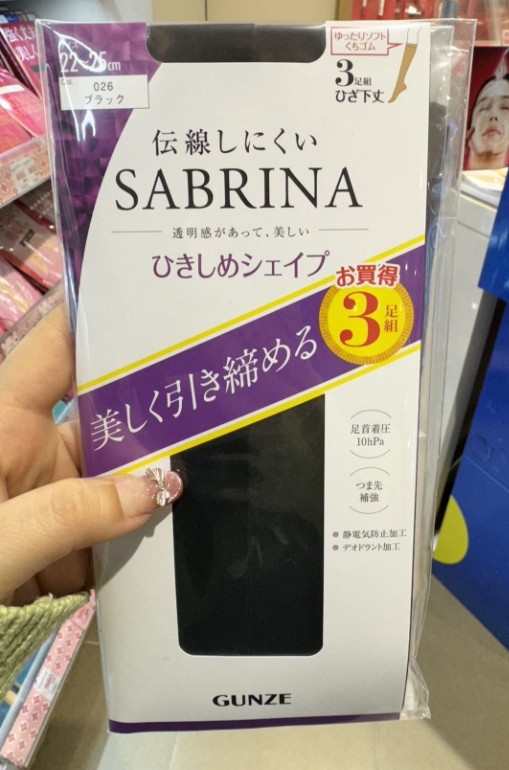 22~25cm
Col.
026
ブラック
ゆったりソフト
くちゴム
3足組
ひざ下丈
伝線しにくい
SABRINA
透明感があって、美しい
ひきしめシェイプ
お買得
3足組
美しく引き締める
足首着圧
10hPa
つま先
補強
● 静電気防止加工
● デオドラント加工
GUNZE